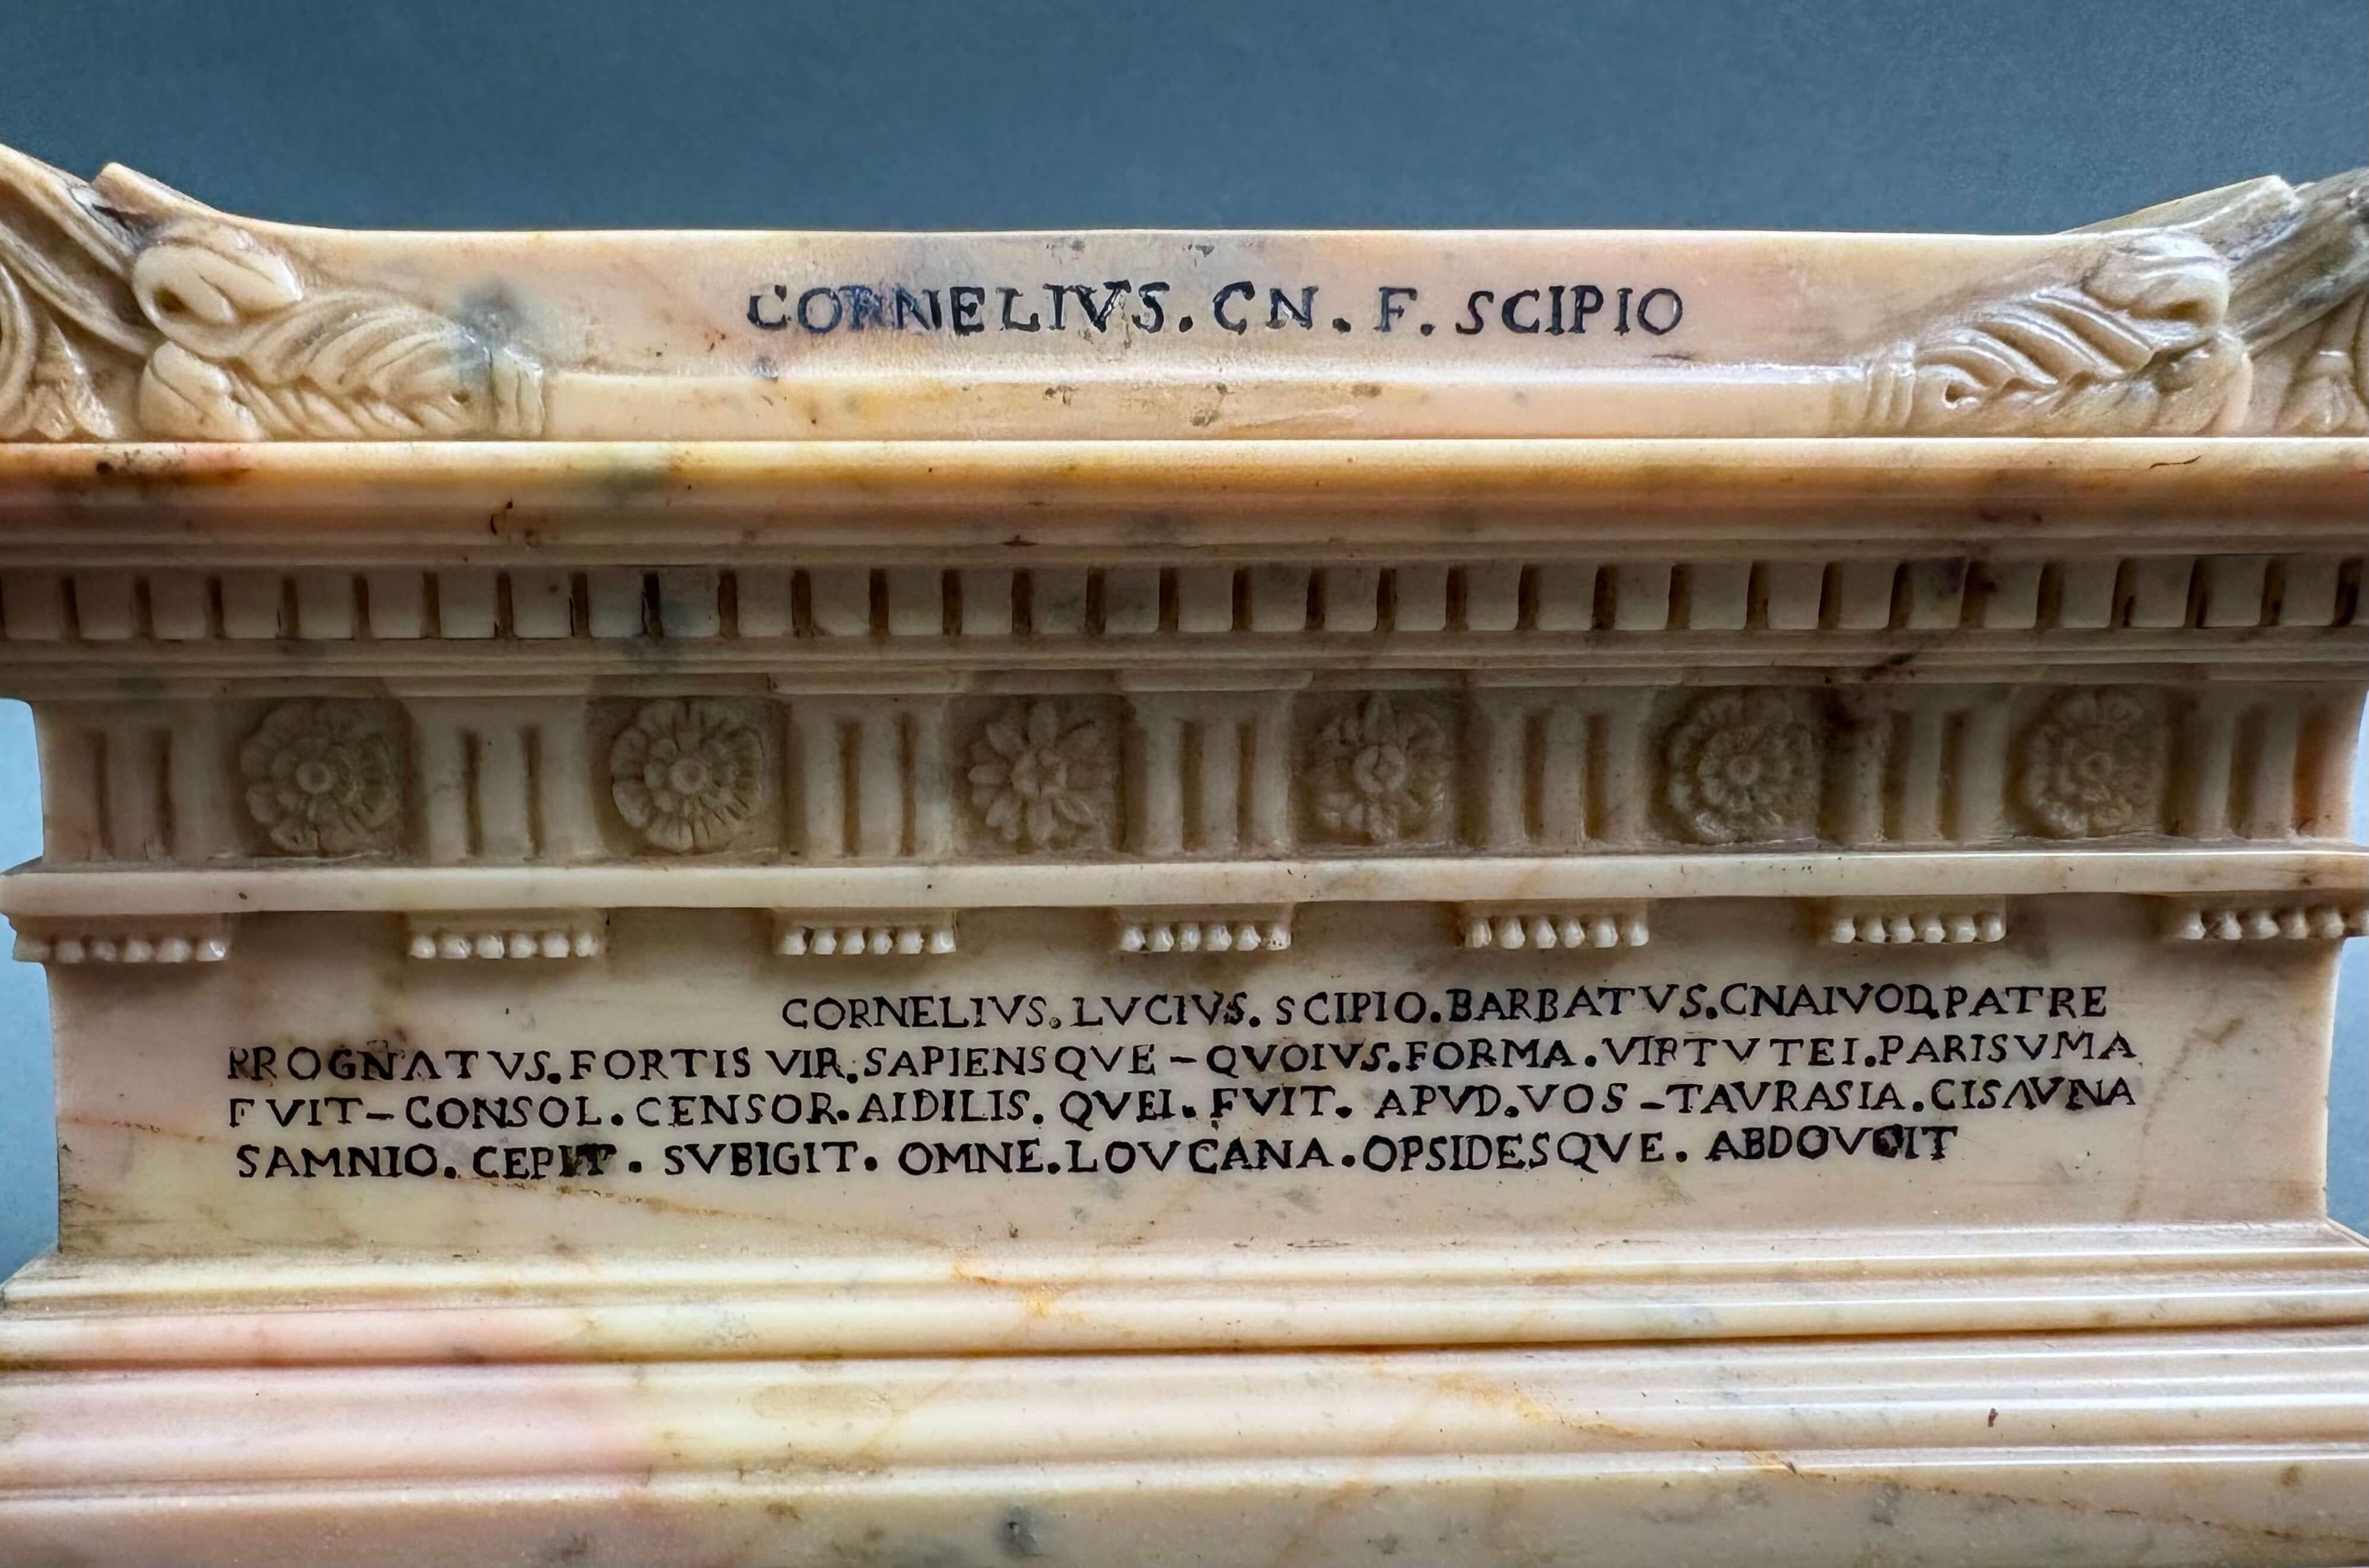 CORNELIVS. CN. F. SCIPIO
CORNELIVS. LVCIVS. SCIPIO. BARBATVS. CNAIVOD. PATRE
PROGNATVS. FORTIS VIR. SAPIENSQVE – QVOIVS. FORMA. VIRTVTEI. PARISVMA
FVIT – CONSOL. CENSOR. AIDILIS. QVEI. FVIT. APVD. VOS – TAVRASIA. CISAVNA
SAMNIO. CEPIT. SVBIGIT. OMNE. LOVCANA. OPSIDESQVE. ABDOVCIT